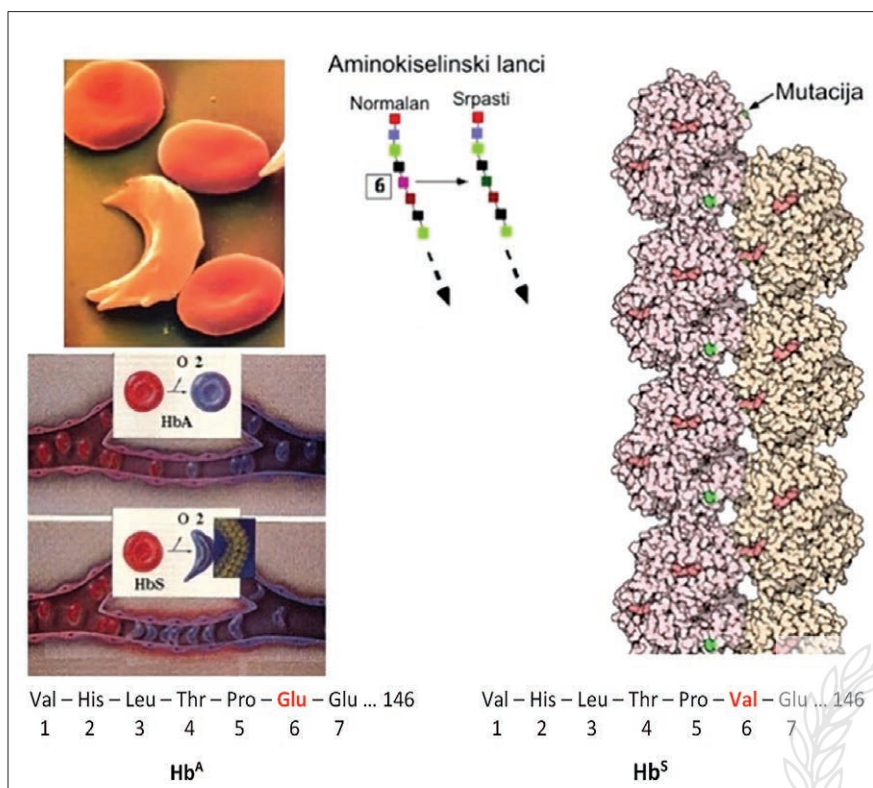 Aminokiselinski lanci
Normalan
Srpasti
6
Mutacija
O 2
HbA
O 2
HbS
Val – His – Leu – Thr – Pro – Glu – Glu ... 146
1 2 3 4 5 6 7
Hbᴬ
Val – His – Leu – Thr – Pro – Val – Glu ... 146
1 2 3 4 5 6 7
Hbˢ